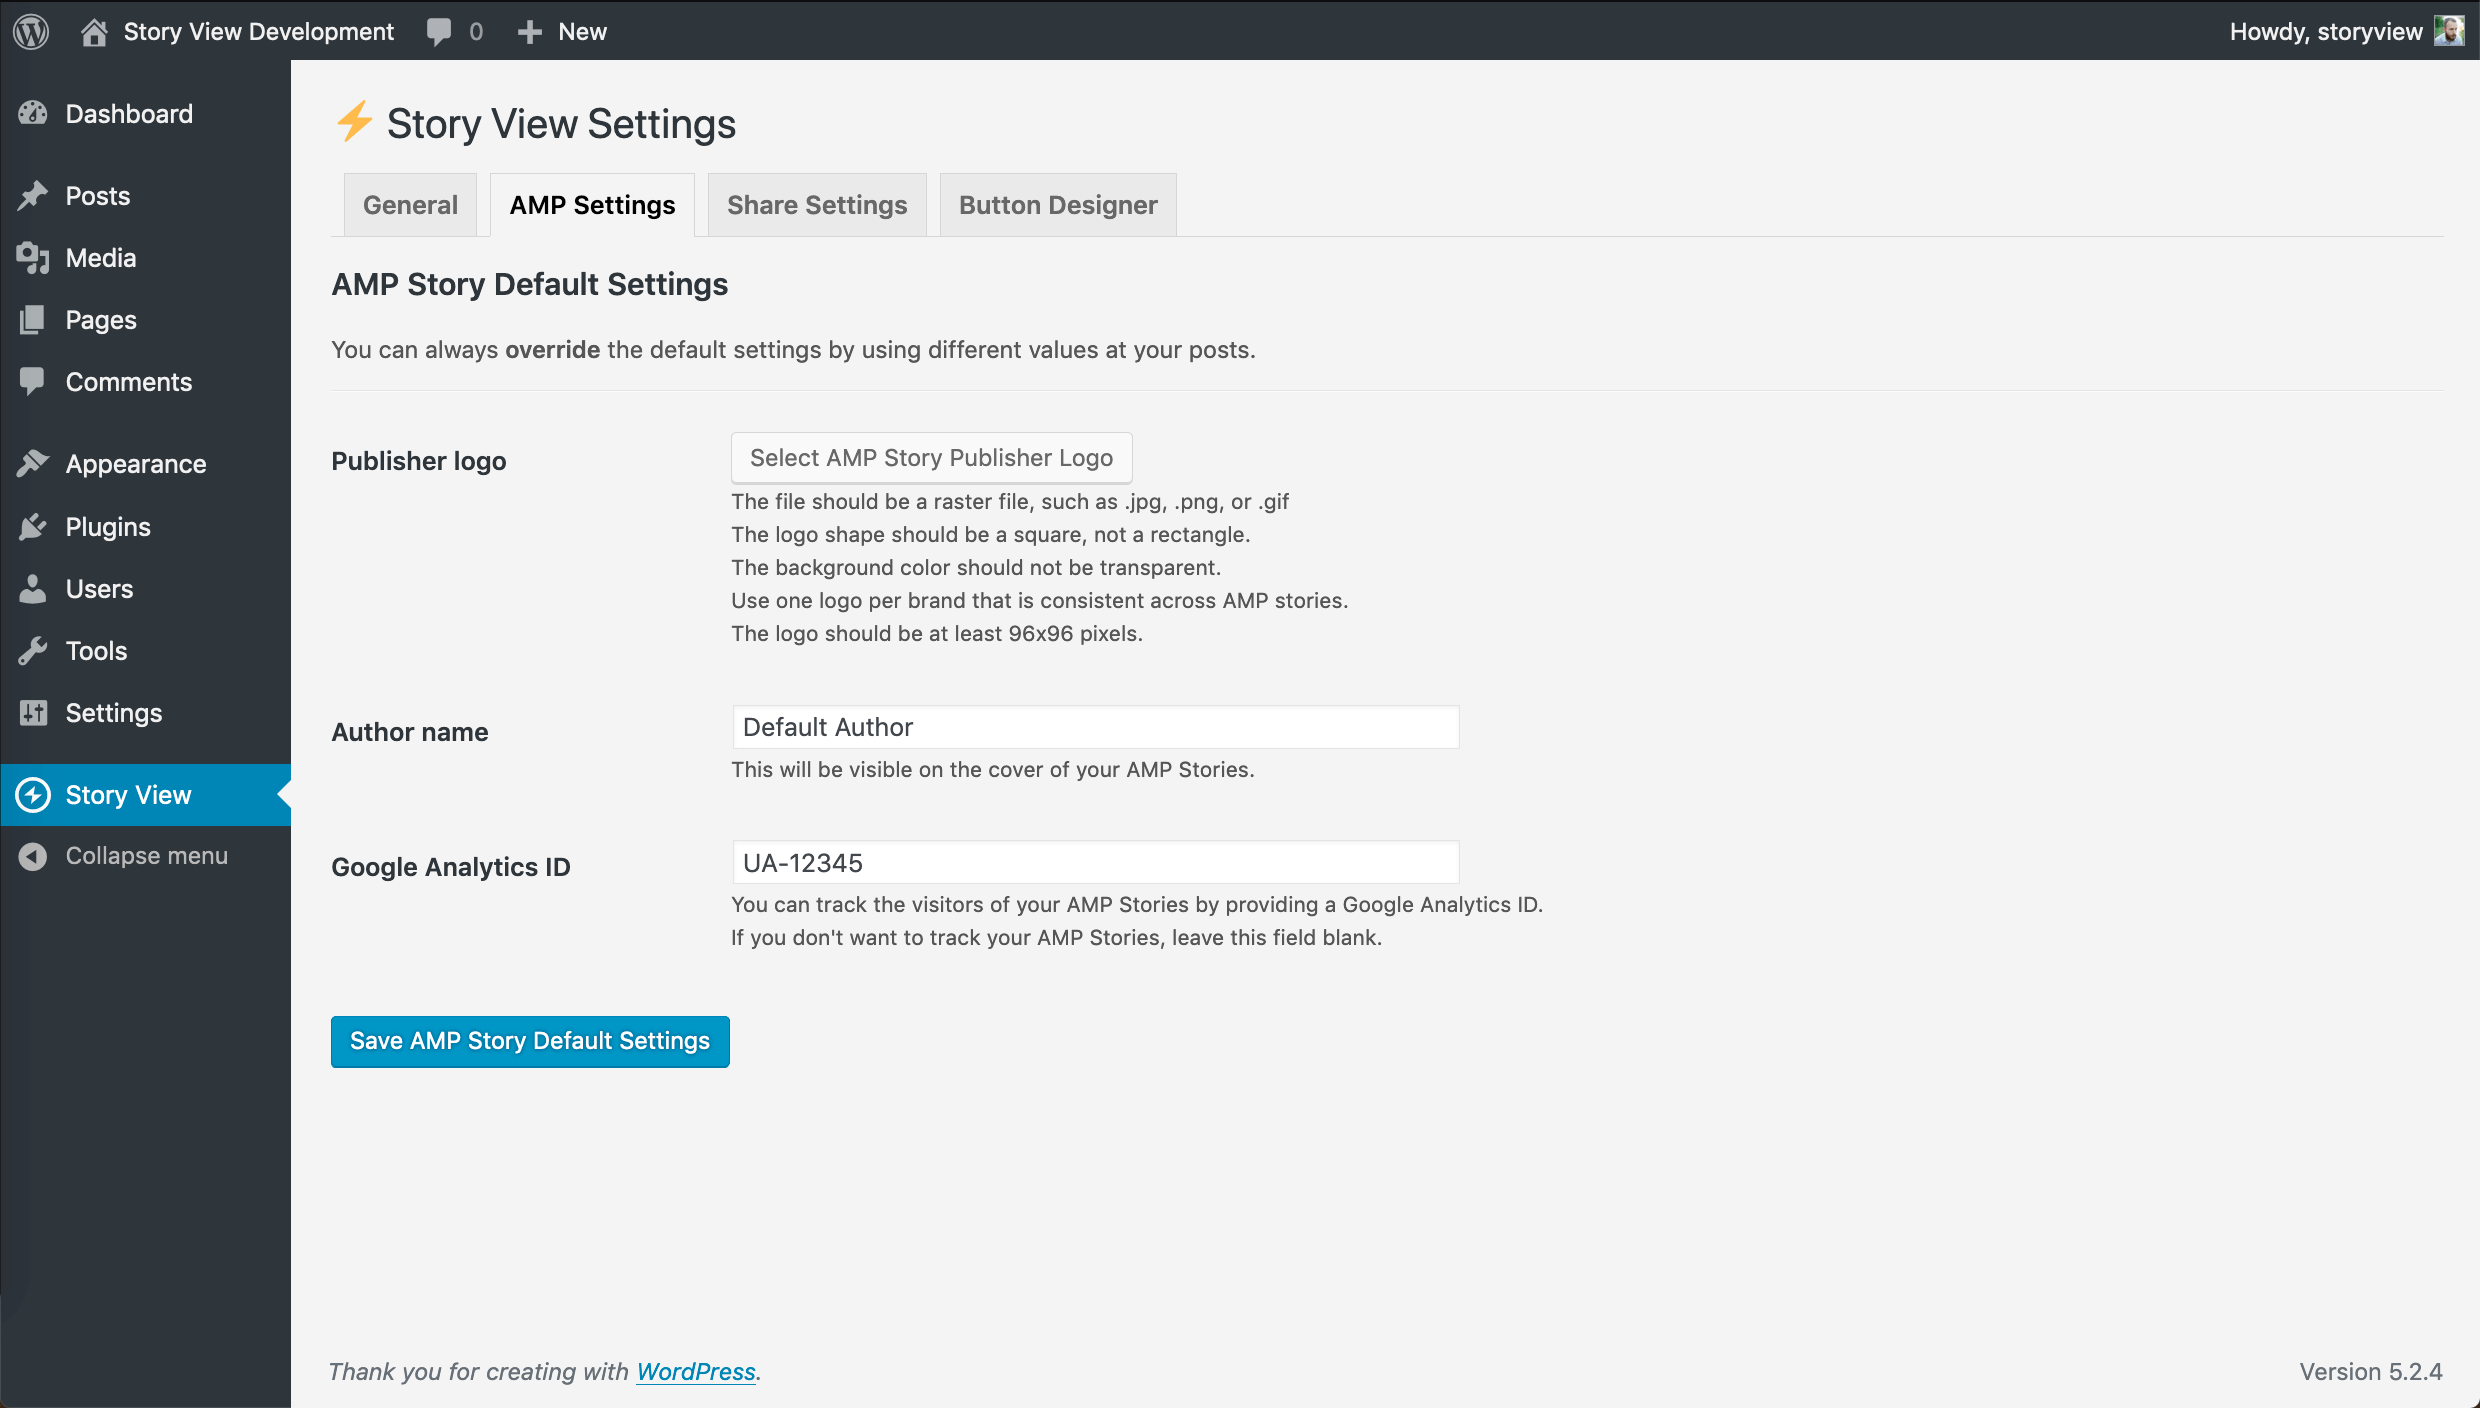 Story View Development 0 New Howdy, storyview
Dashboard
Posts
Media
Pages
Comments
Appearance
Plugins
Users
Tools
Settings
Story View
Collapse menu
Story View Settings
General AMP Settings Share Settings Button Designer
AMP Story Default Settings
You can always override the default settings by using different values at your posts.
Publisher logo
Select AMP Story Publisher Logo
The file should be a raster file, such as .jpg, .png, or .gif
The logo shape should be a square, not a rectangle.
The background color should not be transparent.
Use one logo per brand that is consistent across AMP stories.
The logo should be at least 96x96 pixels.
Author name
Default Author
This will be visible on the cover of your AMP Stories.
Google Analytics ID
UA-12345
You can track the visitors of your AMP Stories by providing a Google Analytics ID.
If you don't want to track your AMP Stories, leave this field blank.
Save AMP Story Default Settings
Thank you for creating with WordPress.
Version 5.2.4